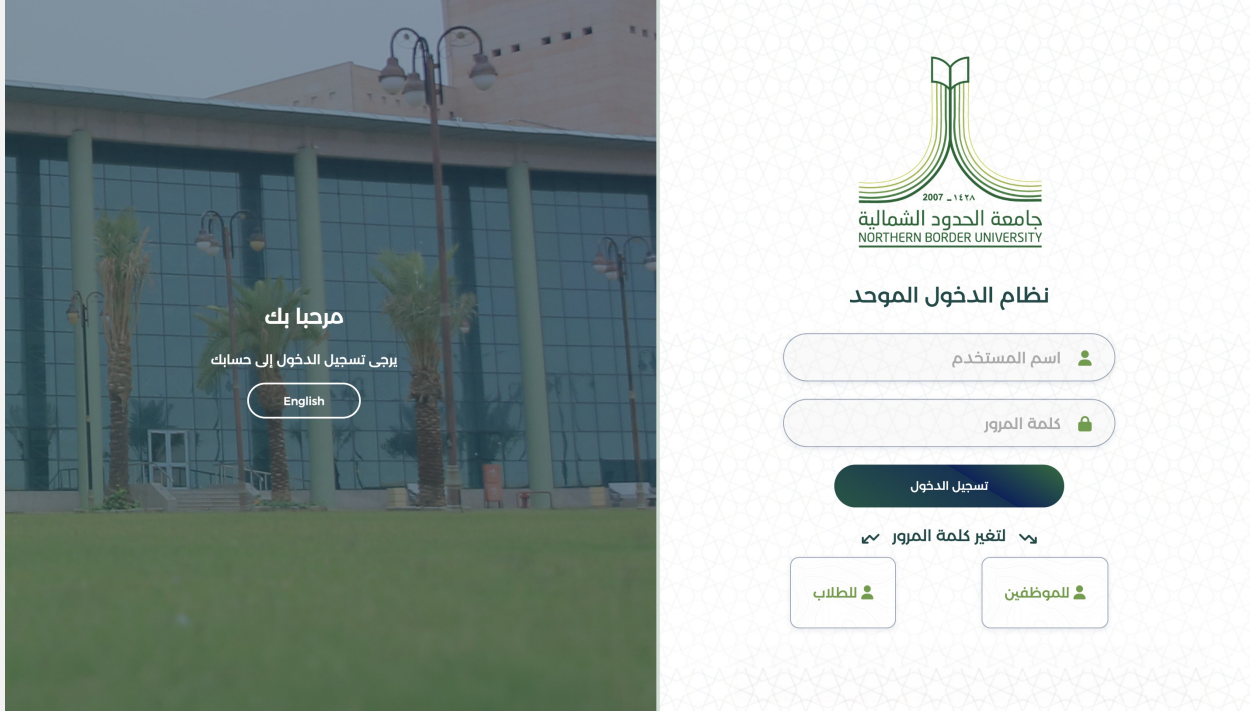 2007 _ ١٤٢٨
جامعة الحدود الشمالية
NORTHERN BORDER UNIVERSITY
نظام الدخول الموحد
اسم المستخدم
كلمة المرور
تسجيل الدخول
لتغير كلمة المرور
للموظفين
للطلاب
مرحبا بك
يرجى تسجيل الدخول إلى حسابك
English